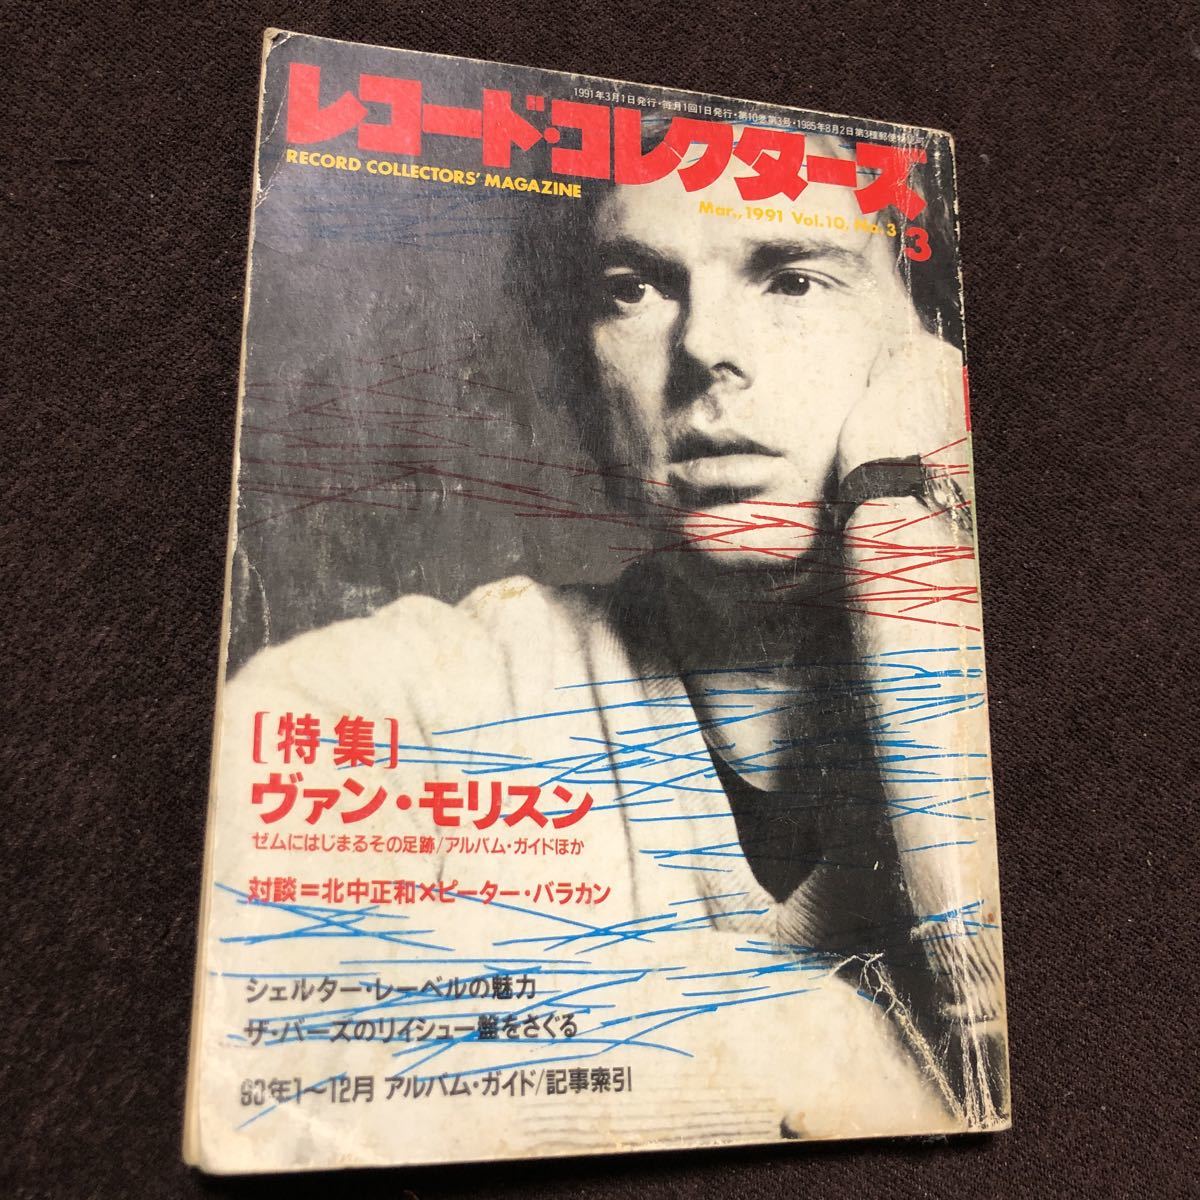 1991年3月1日発行・毎月1回1日発行・第10巻第3号・1985年8月2日第3種郵便物認可
レコード・コレクターズ
RECORD COLLECTORS' MAGAZINE
Mar., 1991 Vol.10, No.3
3
[特集]
ヴァン・モリスン
ゼムにはじまるその足跡/アルバム・ガイドほか
対談=北中正和×ピーター・バラカン
シェルター・レーベルの魅力
ザ・バーズのリイシュー盤をさぐる
90年1〜12月 アルバム・ガイド/記事索引